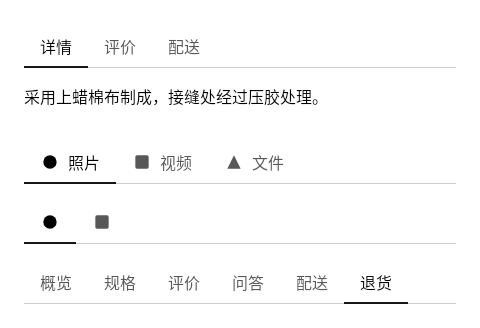 详情 评价 配送
采用上蜡棉布制成，接缝处经过压胶处理。
照片 视频 文件
概览 规格 评价 问答 配送 退货